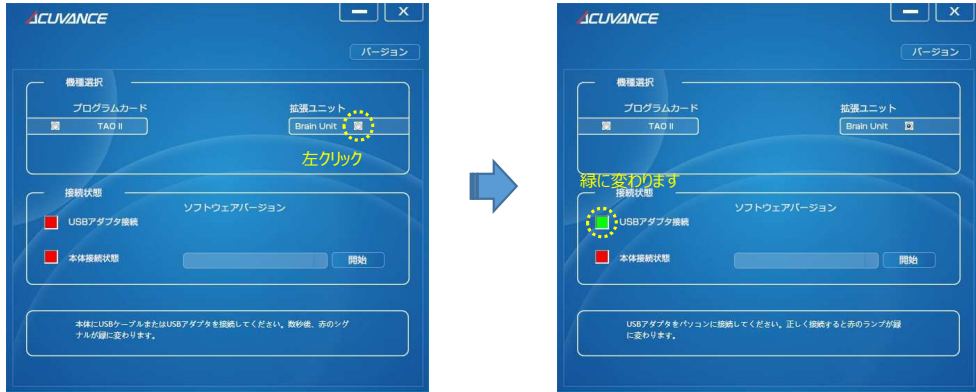 ACUVANCE
バージョン
機種選択
プログラムカード
拡張ユニット
TAO II
Brain Unit
左クリック
接続状態
ソフトウェアバージョン
USBアダプタ接続
本体接続状態
開始
本体にUSBケーブルまたはUSBアダプタを接続してください。数秒後、赤のシグ
ナルが緑に変わります。
ACUVANCE
バージョン
機種選択
プログラムカード
拡張ユニット
TAO II
Brain Unit
緑に変わります
接続状態
ソフトウェアバージョン
USBアダプタ接続
本体接続状態
開始
USBアダプタをパソコンに接続してください。正しく接続すると赤のランプが緑
に変わります。